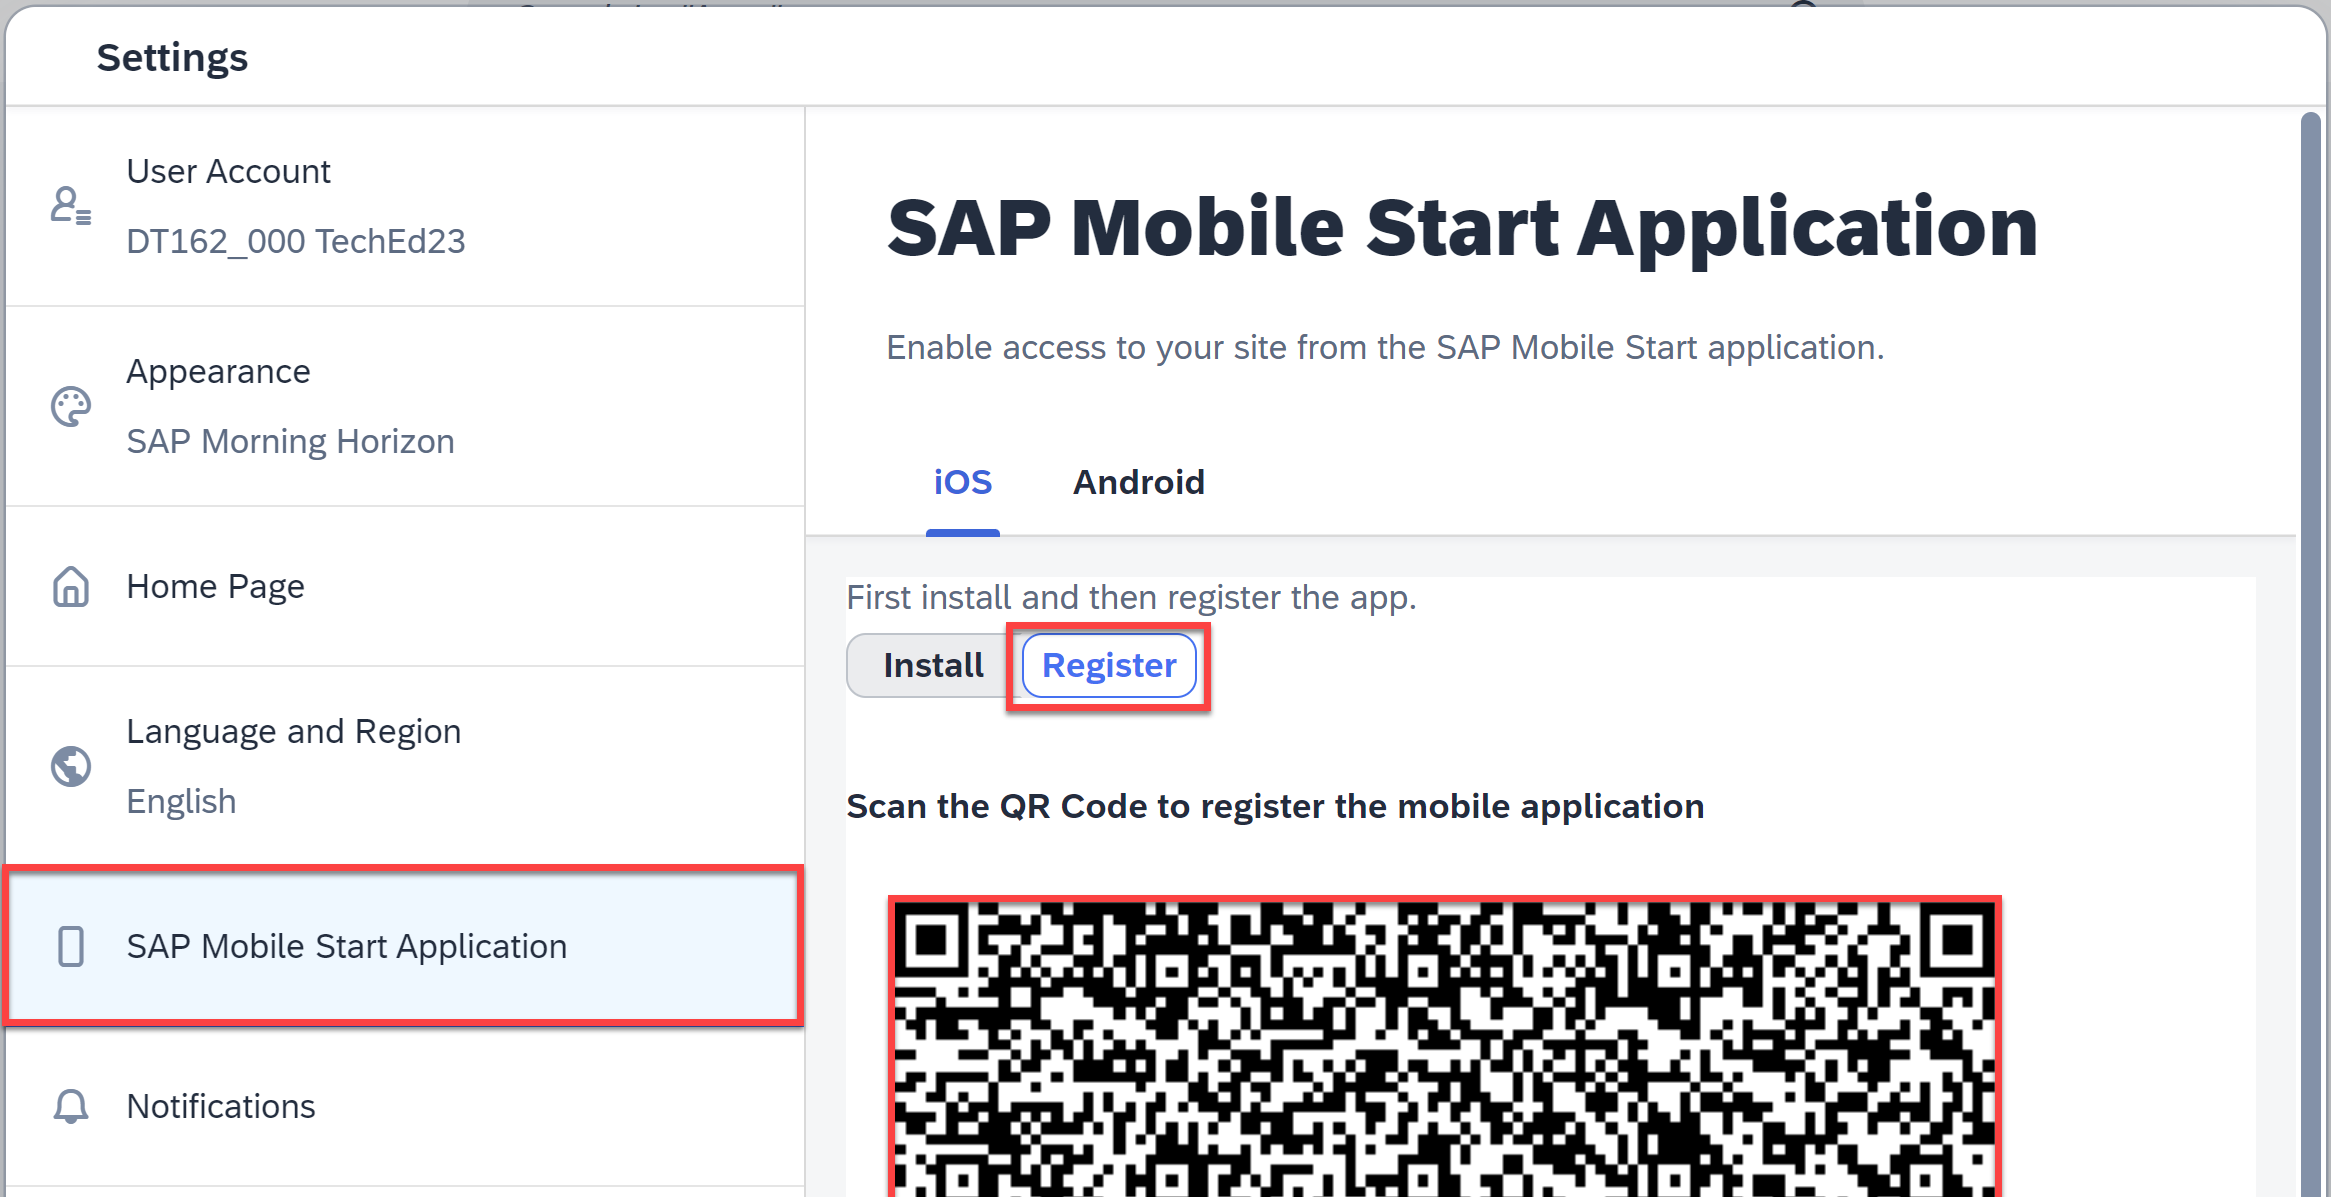 Settings
User Account
DT162_000 TechEd23
Appearance
SAP Morning Horizon
Home Page
Language and Region
English
SAP Mobile Start Application
Notifications
SAP Mobile Start Application
Enable access to your site from the SAP Mobile Start application.
iOS Android
First install and then register the app.
Install Register
Scan the QR Code to register the mobile application